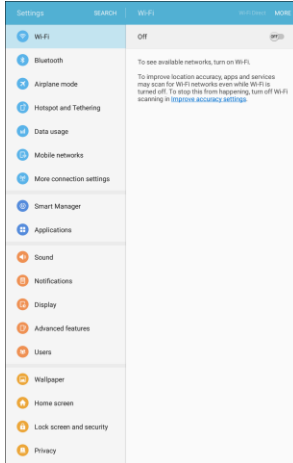 Settings
SEARCH
Wi-Fi
Wi-Fi Direct
MORE
Wi-Fi
Bluetooth
Airplane mode
Hotspot and Tethering
Data usage
Mobile networks
More connection settings
Smart Manager
Applications
Sound
Notifications
Display
Advanced features
Users
Wallpaper
Home screen
Lock screen and security
Privacy
Off
OFF
To see available networks, turn on Wi-Fi.
To improve location accuracy, apps and services
may scan for Wi-Fi networks even while Wi-Fi is
turned off. To stop this from happening, turn off Wi-Fi
scanning in Improve accuracy settings.